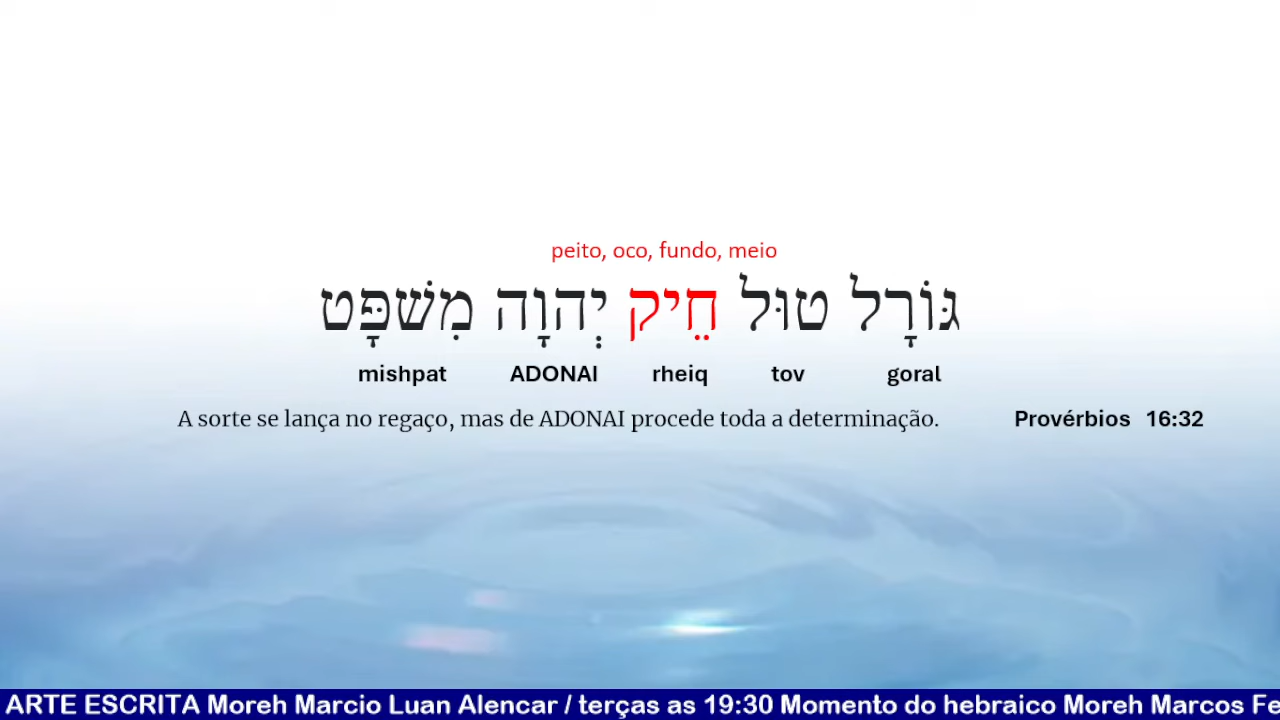 peito, oco, fundo, meio
גּוֹרָל טוּל חֵיק יְהוָה מִשׁפָּט
mishpat ADONAI rheiq tov goral
A sorte se lança no regaço, mas de ADONAI procede toda a determinação. Provérbios 16:32
ARTE ESCRITA Moreh Marcio Luan Alencar / terças as 19:30 Momento do hebraico Moreh Marcos Fe